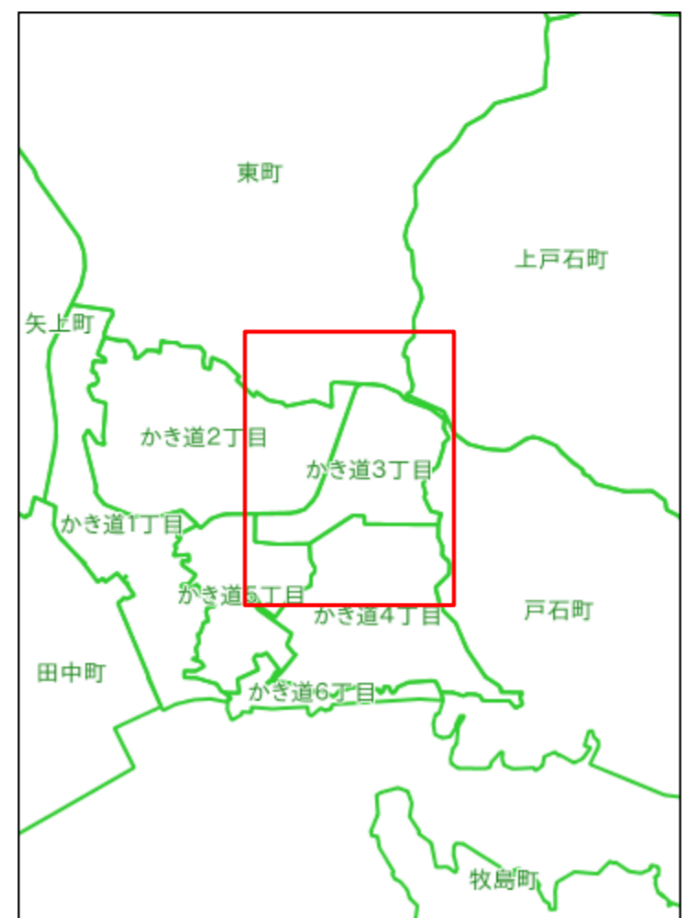 東町
上戸石町
矢上町
かき道2丁目
かき道3丁目
かき道1丁目
かき道5丁目
かき道4丁目
戸石町
田中町
かき道6丁目
牧島町